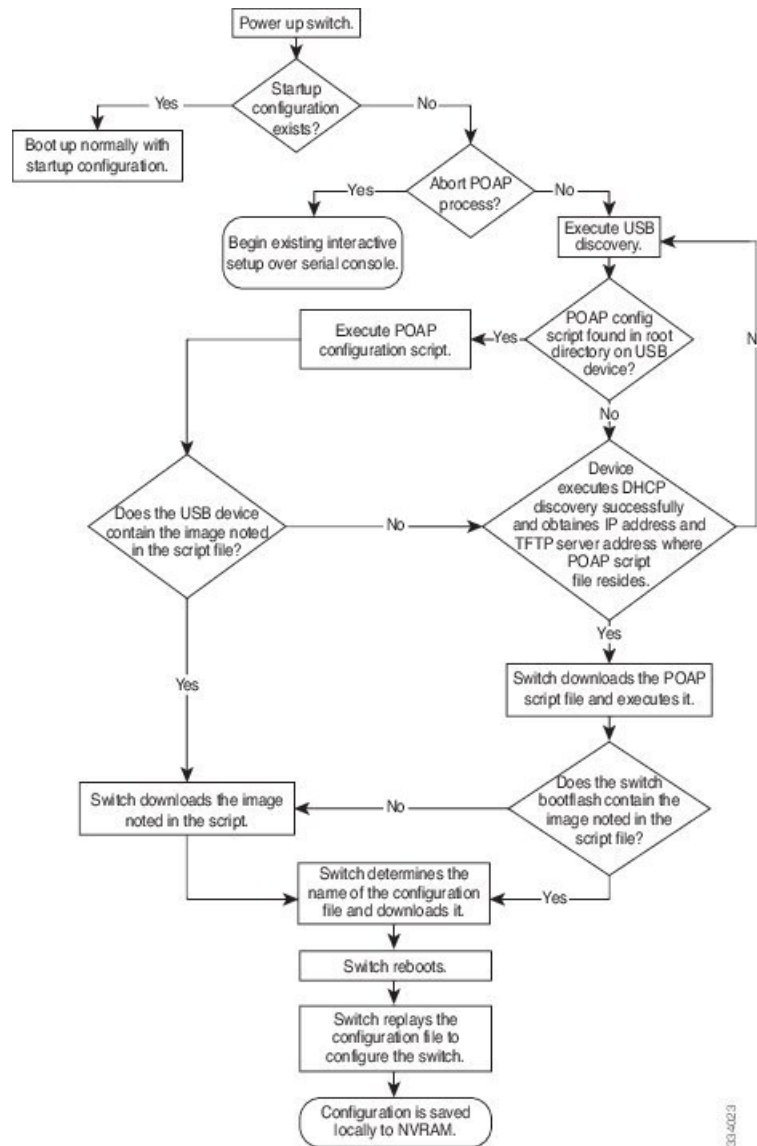 Power up switch.
Startup
configuration
exists?
Yes
No
Boot up normally with
startup configuration.
Abort POAP
process?
Yes
No
Begin existing interactive
setup over serial console.
Execute USB
discovery.
POAP config
script found in root
directory on USB
device?
Yes
Execute POAP
configuration script.
N
No
Does the USB device
contain the image noted
in the script file?
No
Device
executes DHCP
discovery successfully
and obtaines IP address and
TFTP server address where
POAP script
file resides.
Yes
Yes
Switch downloads the POAP
script file and executes it.
Does the switch
bootflash contain the
image noted in the
script file?
No
Switch downloads the image
noted in the script.
Yes
Switch determines the
name of the configuration
file and downloads it.
Switch reboots.
Switch replays the
configuration file to
configure the switch.
Configuration is saved
locally to NVRAM.
334023